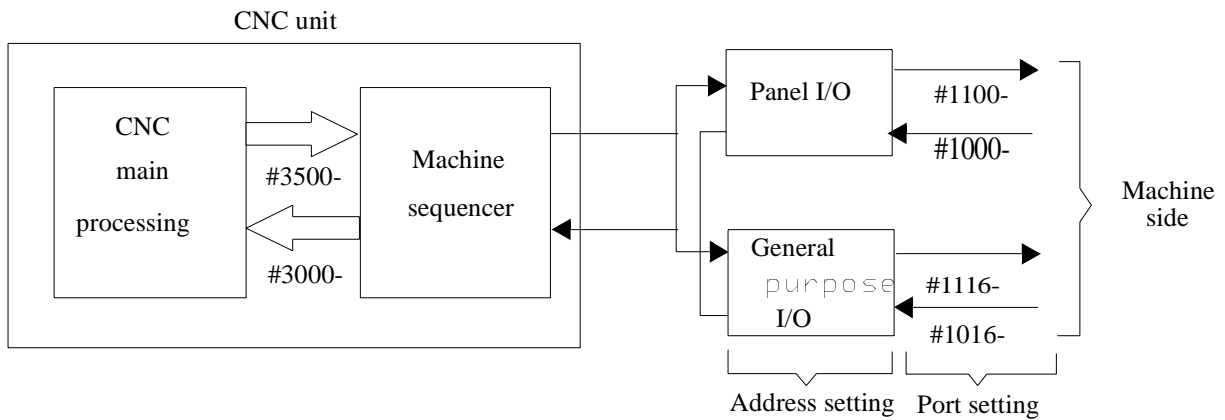 CNC unit
CNC
main
processing
#3500-
#3000-
Machine
sequencer
Panel I/O
#1100-
#1000-
General
purpose
I/O
#1116-
#1016-
Machine
side
Address setting
Port setting